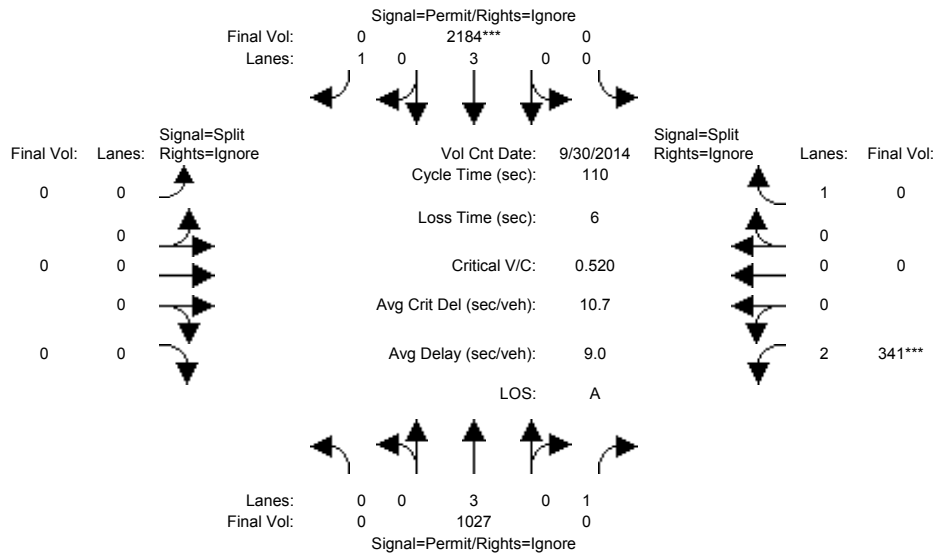 Signal=Permit/Rights=Ignore
Final Vol: 0 2184*** 0
Lanes: 1 0 3 0 0
Signal=Split
Final Vol: Lanes: Rights=Ignore
Vol Cnt Date: 9/30/2014
Signal=Split
Rights=Ignore Lanes: Final Vol:
Cycle Time (sec): 110
0 0
1 0
Loss Time (sec): 6
0
0
0 0
Critical V/C: 0.520
0 0
0
Avg Crit Del (sec/veh): 10.7
0
0 0
Avg Delay (sec/veh): 9.0
2 341***
LOS: A
Lanes: 0 0 3 0 1
Final Vol: 0 1027 0
Signal=Permit/Rights=Ignore